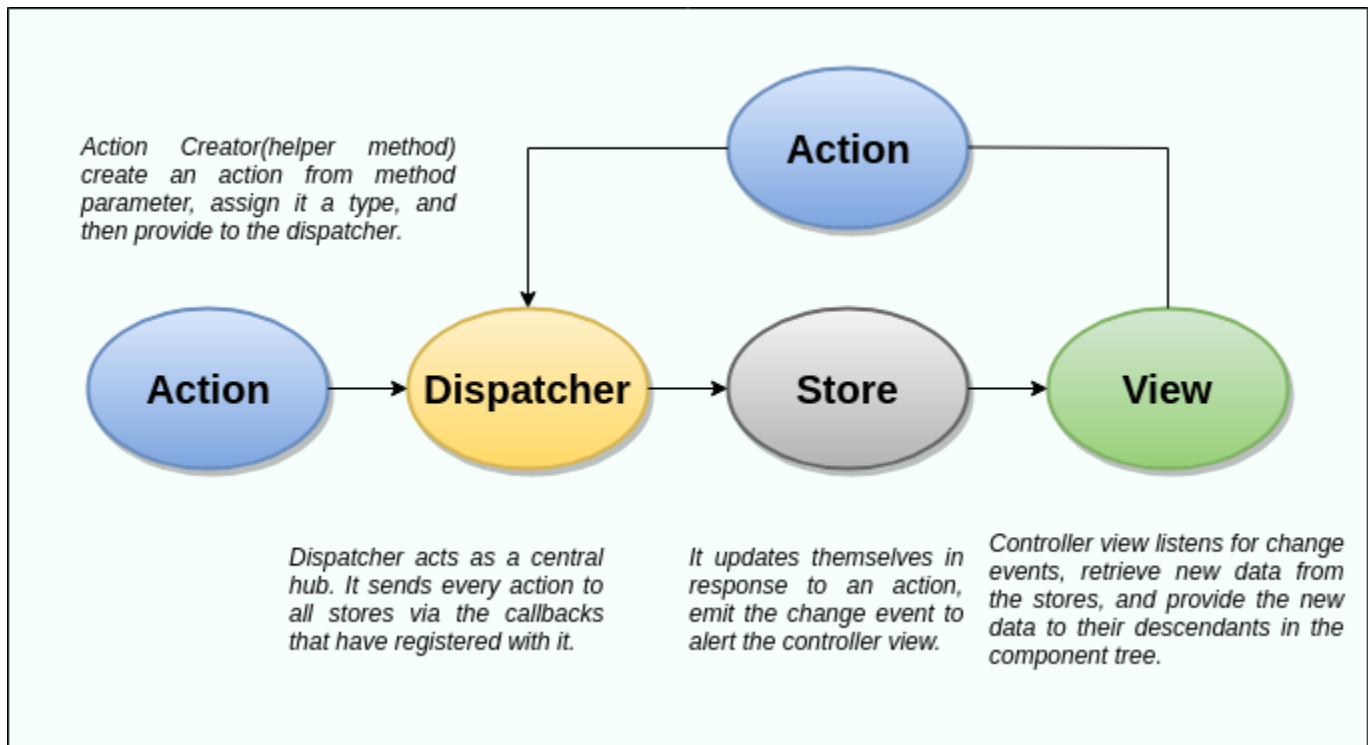 Action
Action Creator(helper method)
create an action from method
parameter, assign it a type, and
then provide to the dispatcher.
Action
Dispatcher
Store
View
Dispatcher acts as a central
hub. It sends every action to
all stores via the callbacks
that have registered with it.
It updates themselves in
response to an action,
emit the change event to
alert the controller view.
Controller view listens for change
events, retrieve new data from
the stores, and provide the new
data to their descendants in the
component tree.